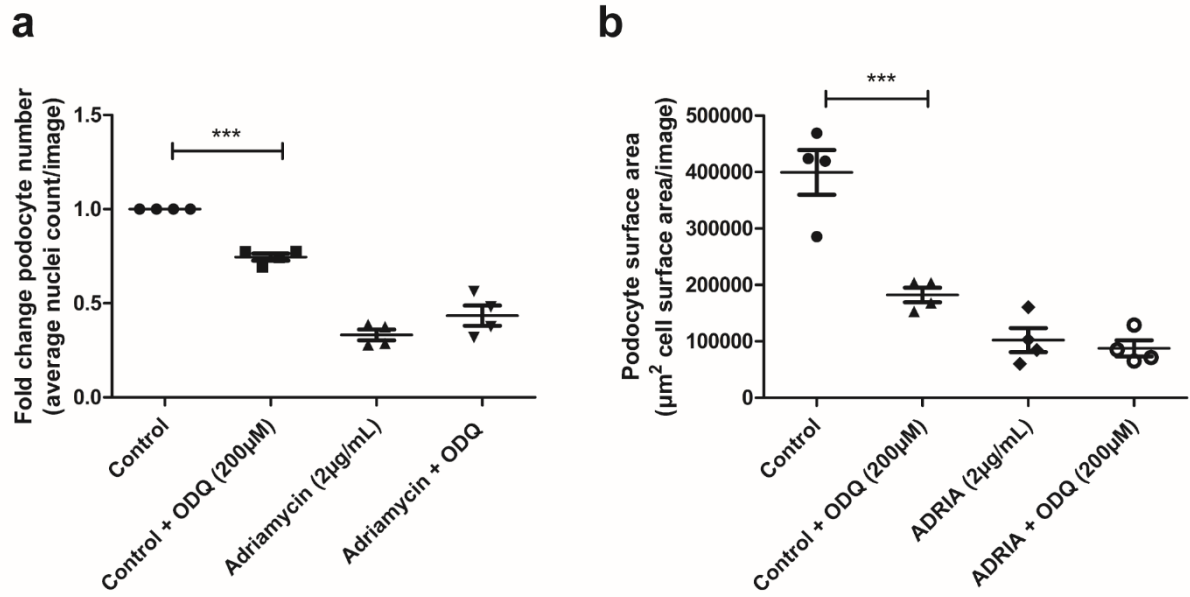 a
Fold change podocyte number
(average nuclei count/image)
1.5
1.0
0.5
0.0
***
Control
Control + ODQ (200µM)
Adriamycin (2µg/mL)
Adriamycin + ODQ
b
Podocyte surface area
(µm² cell surface area/image)
500000
400000
300000
200000
100000
0
***
Control
Control + ODQ (200µM)
ADRIA (2µg/mL)
ADRIA + ODQ (200µM)